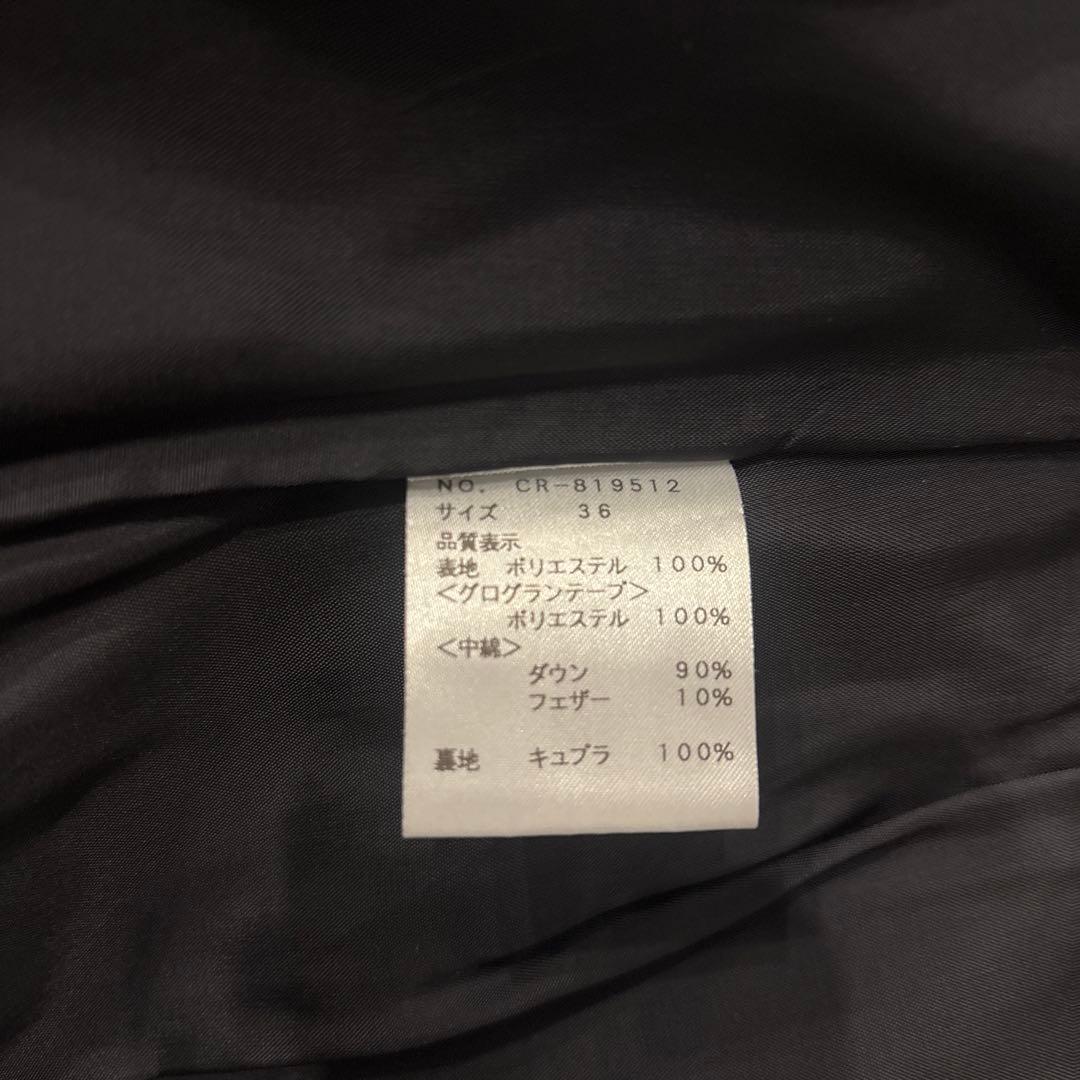 NO. CR-819512
サイズ 36
品質表示
表地 ポリエステル 100%
<グログランテープ>
ポリエステル 100%
<中綿>
ダウン 90%
フェザー 10%
裏地 キュプラ 100%